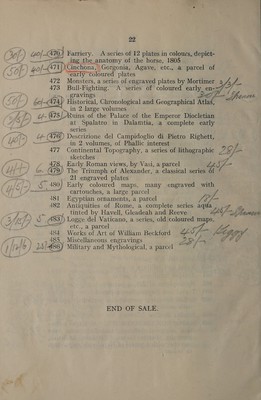 22
470 Farriery. A series of 12 plates in colours, depict-
ing the anatomy of the horse, 1805
471 Cinchona, Gorgonia, Agave, etc., a parcel of
early coloured plates
472 Monsters, a series of engraved plates by Mortimer
473 Bull-Fighting. A series of coloured early en-
gravings
474 Historical, Chronological and Geographical Atlas,
in 2 large volumes
475 Ruins of the Palace of the Emperor Diocletian
at Spalatro in Dalmatia, a complete early
series
476 Descrizione del Campidoglio di Pietro Righett,
in 2 volumes, of Phallic interest
477 Continental Topography, a series of lithographic
sketches
478 Early Roman views, by Vasi, a parcel
479 The Triumph of Alexander, a classical series of
21 engraved plates
480 Early coloured maps, many engraved with
cartouches, a large parcel
481 Egyptian ornaments, a parcel
482 Antiquities of Rome, a complete series aqua
tinted by Havell, Gleadeah and Reeve
483 Logge del Vaticano, a series, old coloured maps,
etc., a parcel
484 Works of Art of William Beckford
485 Miscellaneous engravings
486 Military and Mythological, a parcel
END OF SALE.